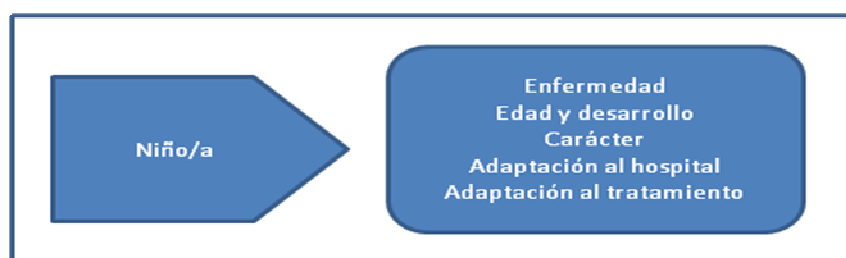 Niño/a
Enfermedad
Edad y desarrollo
Carácter
Adaptación al hospital
Adaptación al tratamiento